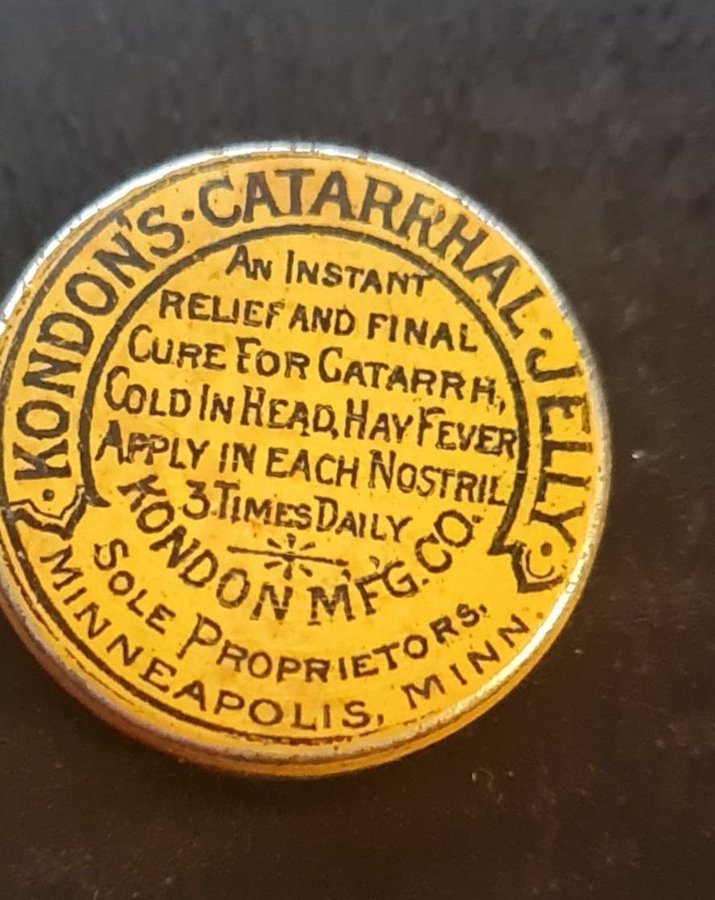 KONDON'S·CATARRHAL·JELLY·
AN INSTANT
RELIEF AND FINAL
CURE FOR CATARRH,
COLD IN HEAD, HAY FEVER
APPLY IN EACH NOSTRIL
3 TIMES DAILY
KONDON MFG. CO.
SOLE PROPRIETORS,
MINNEAPOLIS, MINN.